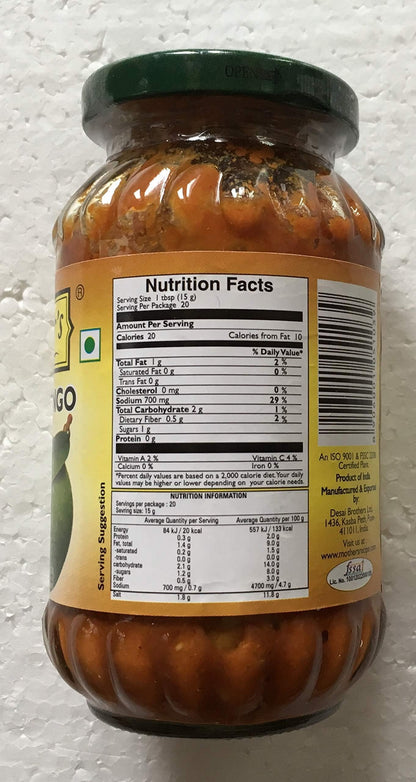 OPEN
'S
®
NGO
Serving Suggestion
Nutrition Facts
Serving Size 1 tbsp (15 g)
Serving Per Package 20
Amount Per Serving
Calories 20 Calories from Fat 10
% Daily Value*
Total Fat 1 g 2 %
Saturated Fat 0 g 0 %
Trans Fat 0 g
Cholesterol 0 mg 0 %
Sodium 700 mg 29 %
Total Carbohydrate 2 g 1 %
Dietary Fiber 0.5 g 2 %
Sugars 1 g
Protein 0 g
Vitamin A 2 % Vitamin C 4 %
Calcium 0 % Iron 0 %
*Percent daily values are based on a 2,000 calorie diet. Your daily
values may be higher or lower depending on your calorie needs.
NUTRITION INFORMATION
Servings per package : 20
Serving size: 15 g
Average Quantity per Serving Average Quantity per 100 g
Energy 84 kJ / 20 kcal 557 kJ / 133 kcal
Protein 0.3 g 2.0 g
Fat, total 1.4 g 9.0 g
-saturated 0.2 g 1.5 g
-trans 0.0 g 0.0 g
carbohydrate 2.1 g 14.0 g
-sugars 1.2 g 8.0 g
Fiber 0.5 g 3.0 g
Sodium 700 mg / 0.7 g 4700 mg / 4.7 g
Salt 1.8 g 11.8 g
An ISO 9001 & FSSC 22000
Certified Plant.
Product of India
Manufactured & Exported
by:
Desai Brothers Ltd.
1436, Kasba Peth, Pune
411011, India.
Visit us at:
www.mothersrecipe.com
fssai
Lic. No.